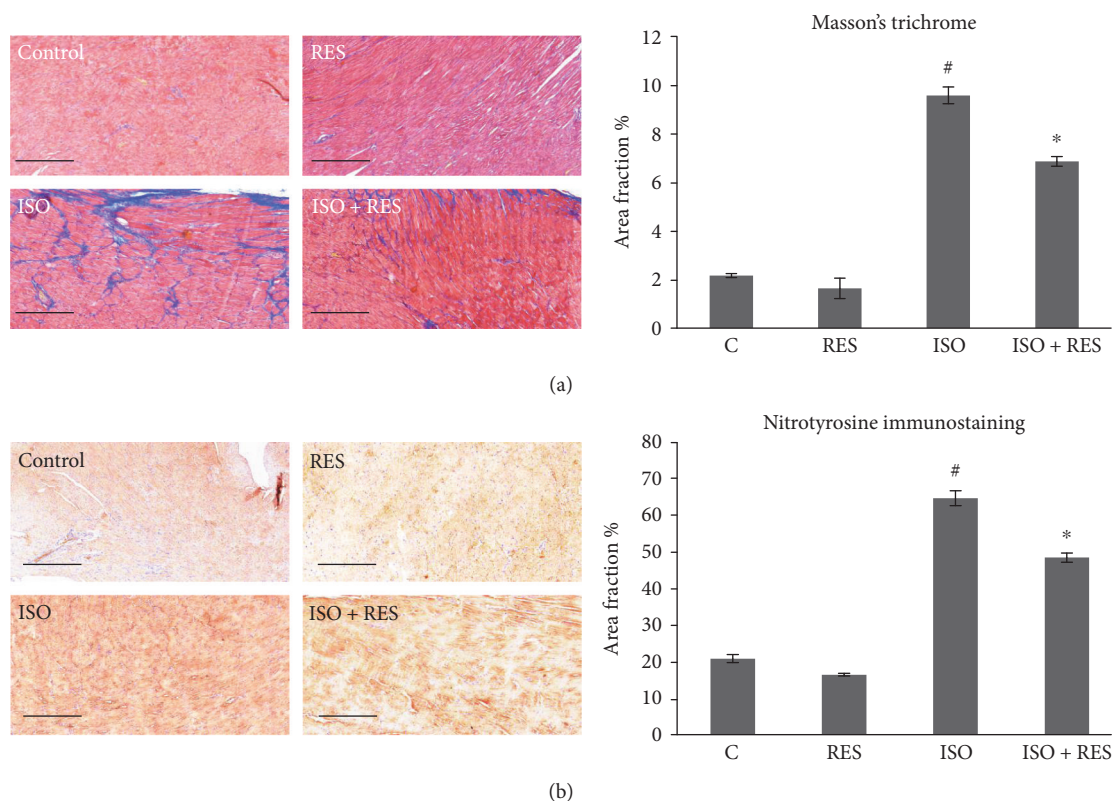 Control
RES
ISO
ISO + RES
Masson's trichrome
Area fraction %
12
10
8
6
4
2
0
#
*
C
RES
ISO
ISO + RES
(a)
Control
RES
ISO
ISO + RES
Nitrotyrosine immunostaining
Area fraction %
80
70
60
50
40
30
20
10
0
#
*
C
RES
ISO
ISO + RES
(b)